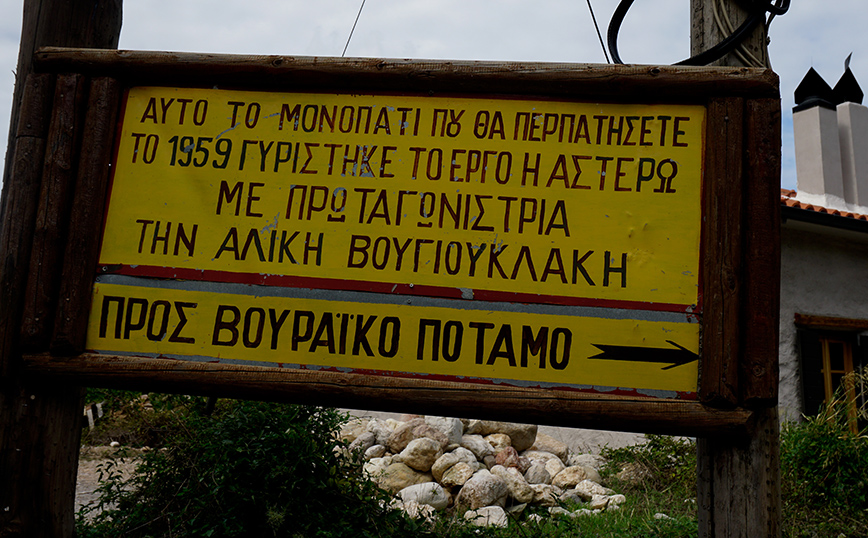 ΑΥΤΟ ΤΟ ΜΟΝΟΠΑΤΙ ΠΟΥ ΘΑ ΠΕΡΠΑΤΗΣΕΤΕ
ΤΟ 1959 ΓΥΡΙΣΤΗΚΕ ΤΟ ΕΡΓΟ Η ΑΣΤΕΡΩ
ΜΕ ΠΡΩΤΑΓΩΝΙΣΤΡΙΑ
ΤΗΝ ΑΛΙΚΗ ΒΟΥΓΙΟΥΚΛΑΚΗ
ΠΡΟΣ ΒΟΥΡΑΪΚΟ ΠΟΤΑΜΟ